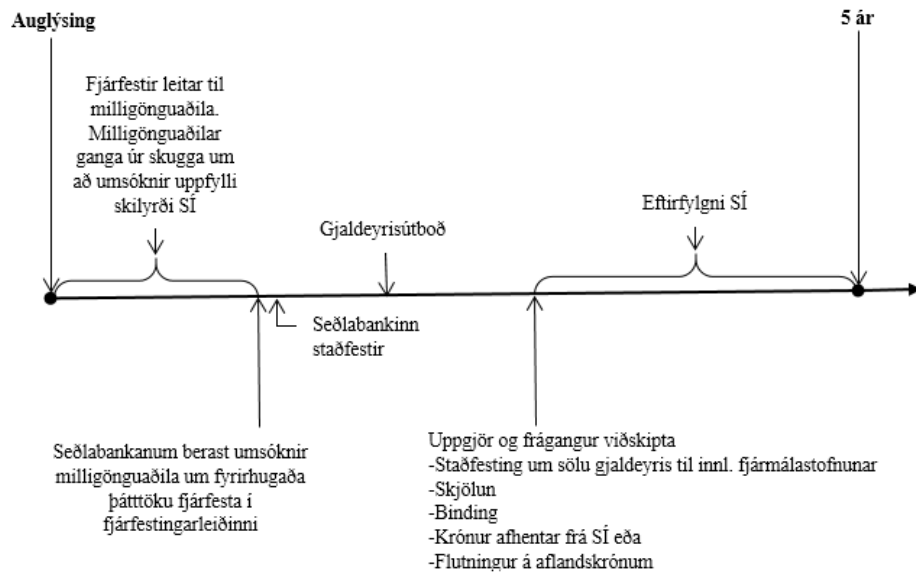 Auglýsing
5 ár
Fjárfestir leitar til
milligönguaðila.
Milligönguaðilar
ganga úr skugga um
að umsóknir uppfylli
skilyrði SÍ
Gjaldeyrisútboð
Eftirfylgni SÍ
Seðlabankinn
staðfestir
Seðlabankanum berast umsóknir
milligönguaðila um fyrirhugaða
þátttöku fjárfesta í
fjárfestingarleiðinni
Uppgjör og frágangur viðskipta
-Staðfesting um sölu gjaldeyris til innl. fjármálastofnunar
-Skjölun
-Binding
-Krónur afhentar frá SÍ eða
-Flutningur á aflandskrónum